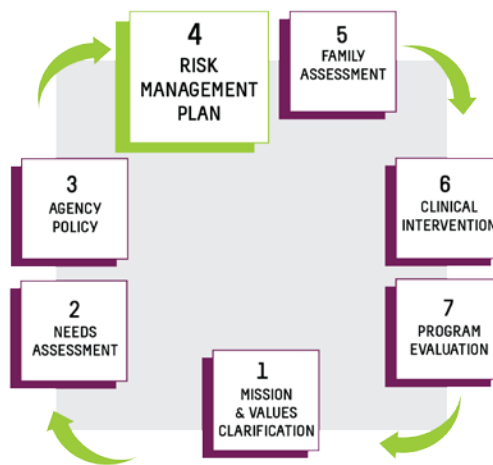 4
RISK
MANAGEMENT
PLAN
5
FAMILY
ASSESSMENT
3
AGENCY
POLICY
6
CLINICAL
INTERVENTION
2
NEEDS
ASSESSMENT
7
PROGRAM
EVALUATION
1
MISSION
& VALUES
CLARIFICATION